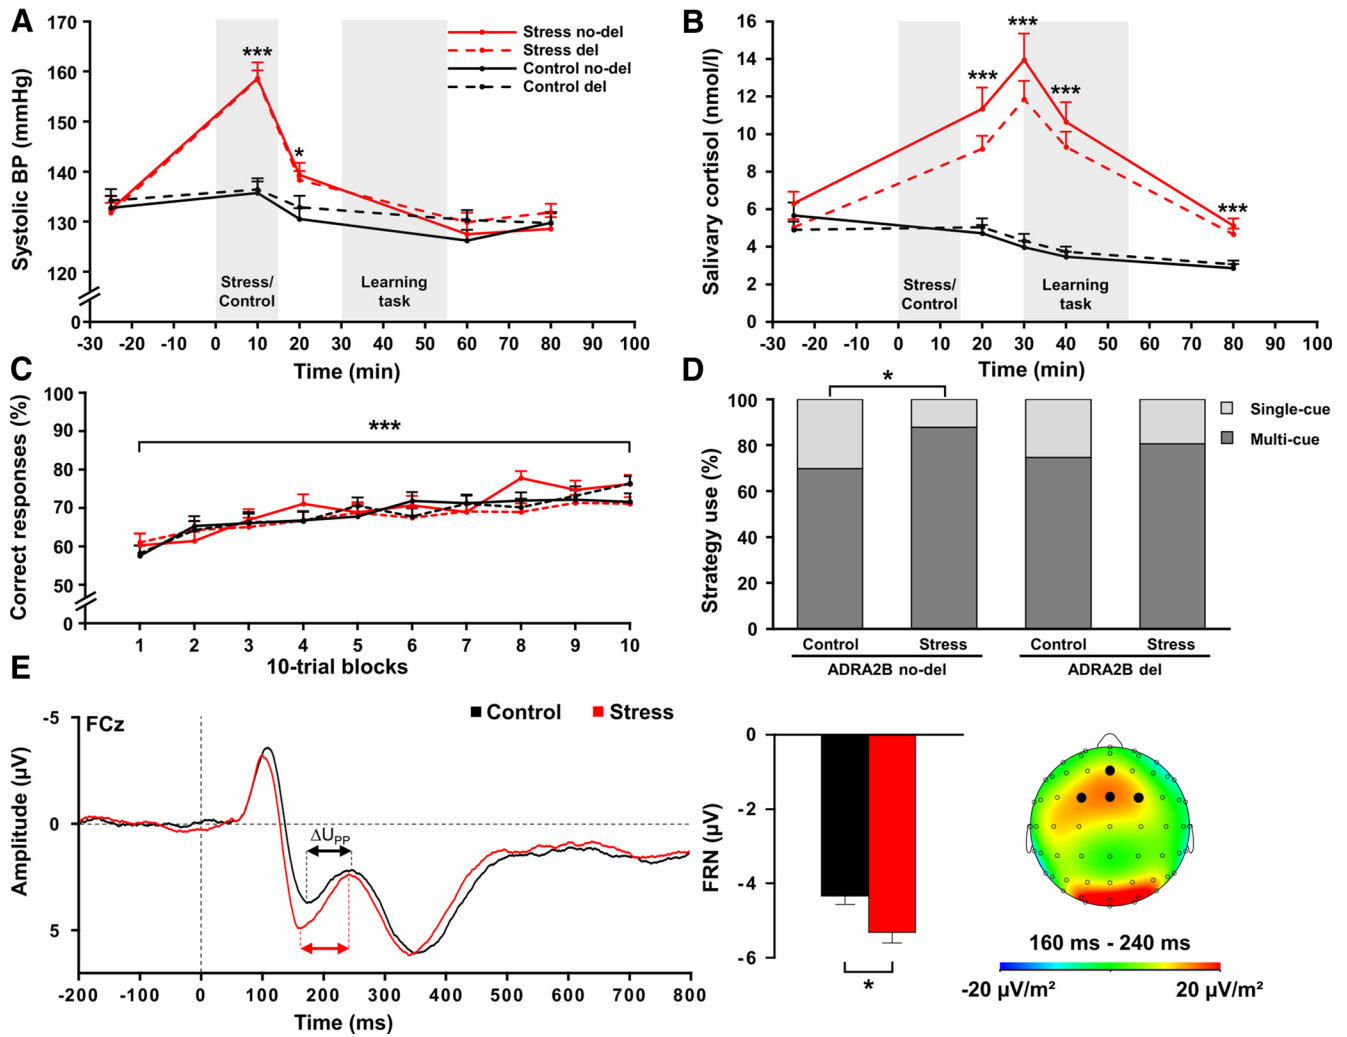 A
Systolic BP (mmHg)
170
160
150
140
130
120
0
***
*
Stress no-del
Stress del
Control no-del
Control del
Stress/
Control
Learning
task
-30 -20 -10 0 10 20 30 40 50 60 70 80 90 100
Time (min)
B
Salivary cortisol (nmol/l)
16
14
12
10
8
6
4
2
0
***
***
***
***
Stress/
Control
Learning
task
-30 -20 -10 0 10 20 30 40 50 60 70 80 90 100
Time (min)
C
Correct responses (%)
100
90
80
70
60
50
0
***
1 2 3 4 5 6 7 8 9 10
10-trial blocks
D
Strategy use (%)
100
80
60
40
20
0
*
Single-cue
Multi-cue
Control Stress Control Stress
ADRA2B no-del ADRA2B del
E
Amplitude (µV)
-5
0
5
FCz
Control Stress
ΔUPP
-200 -100 0 100 200 300 400 500 600 700 800
Time (ms)
FRN (µV)
0
-2
-4
-6
*
160 ms - 240 ms
-20 µV/m² 20 µV/m²